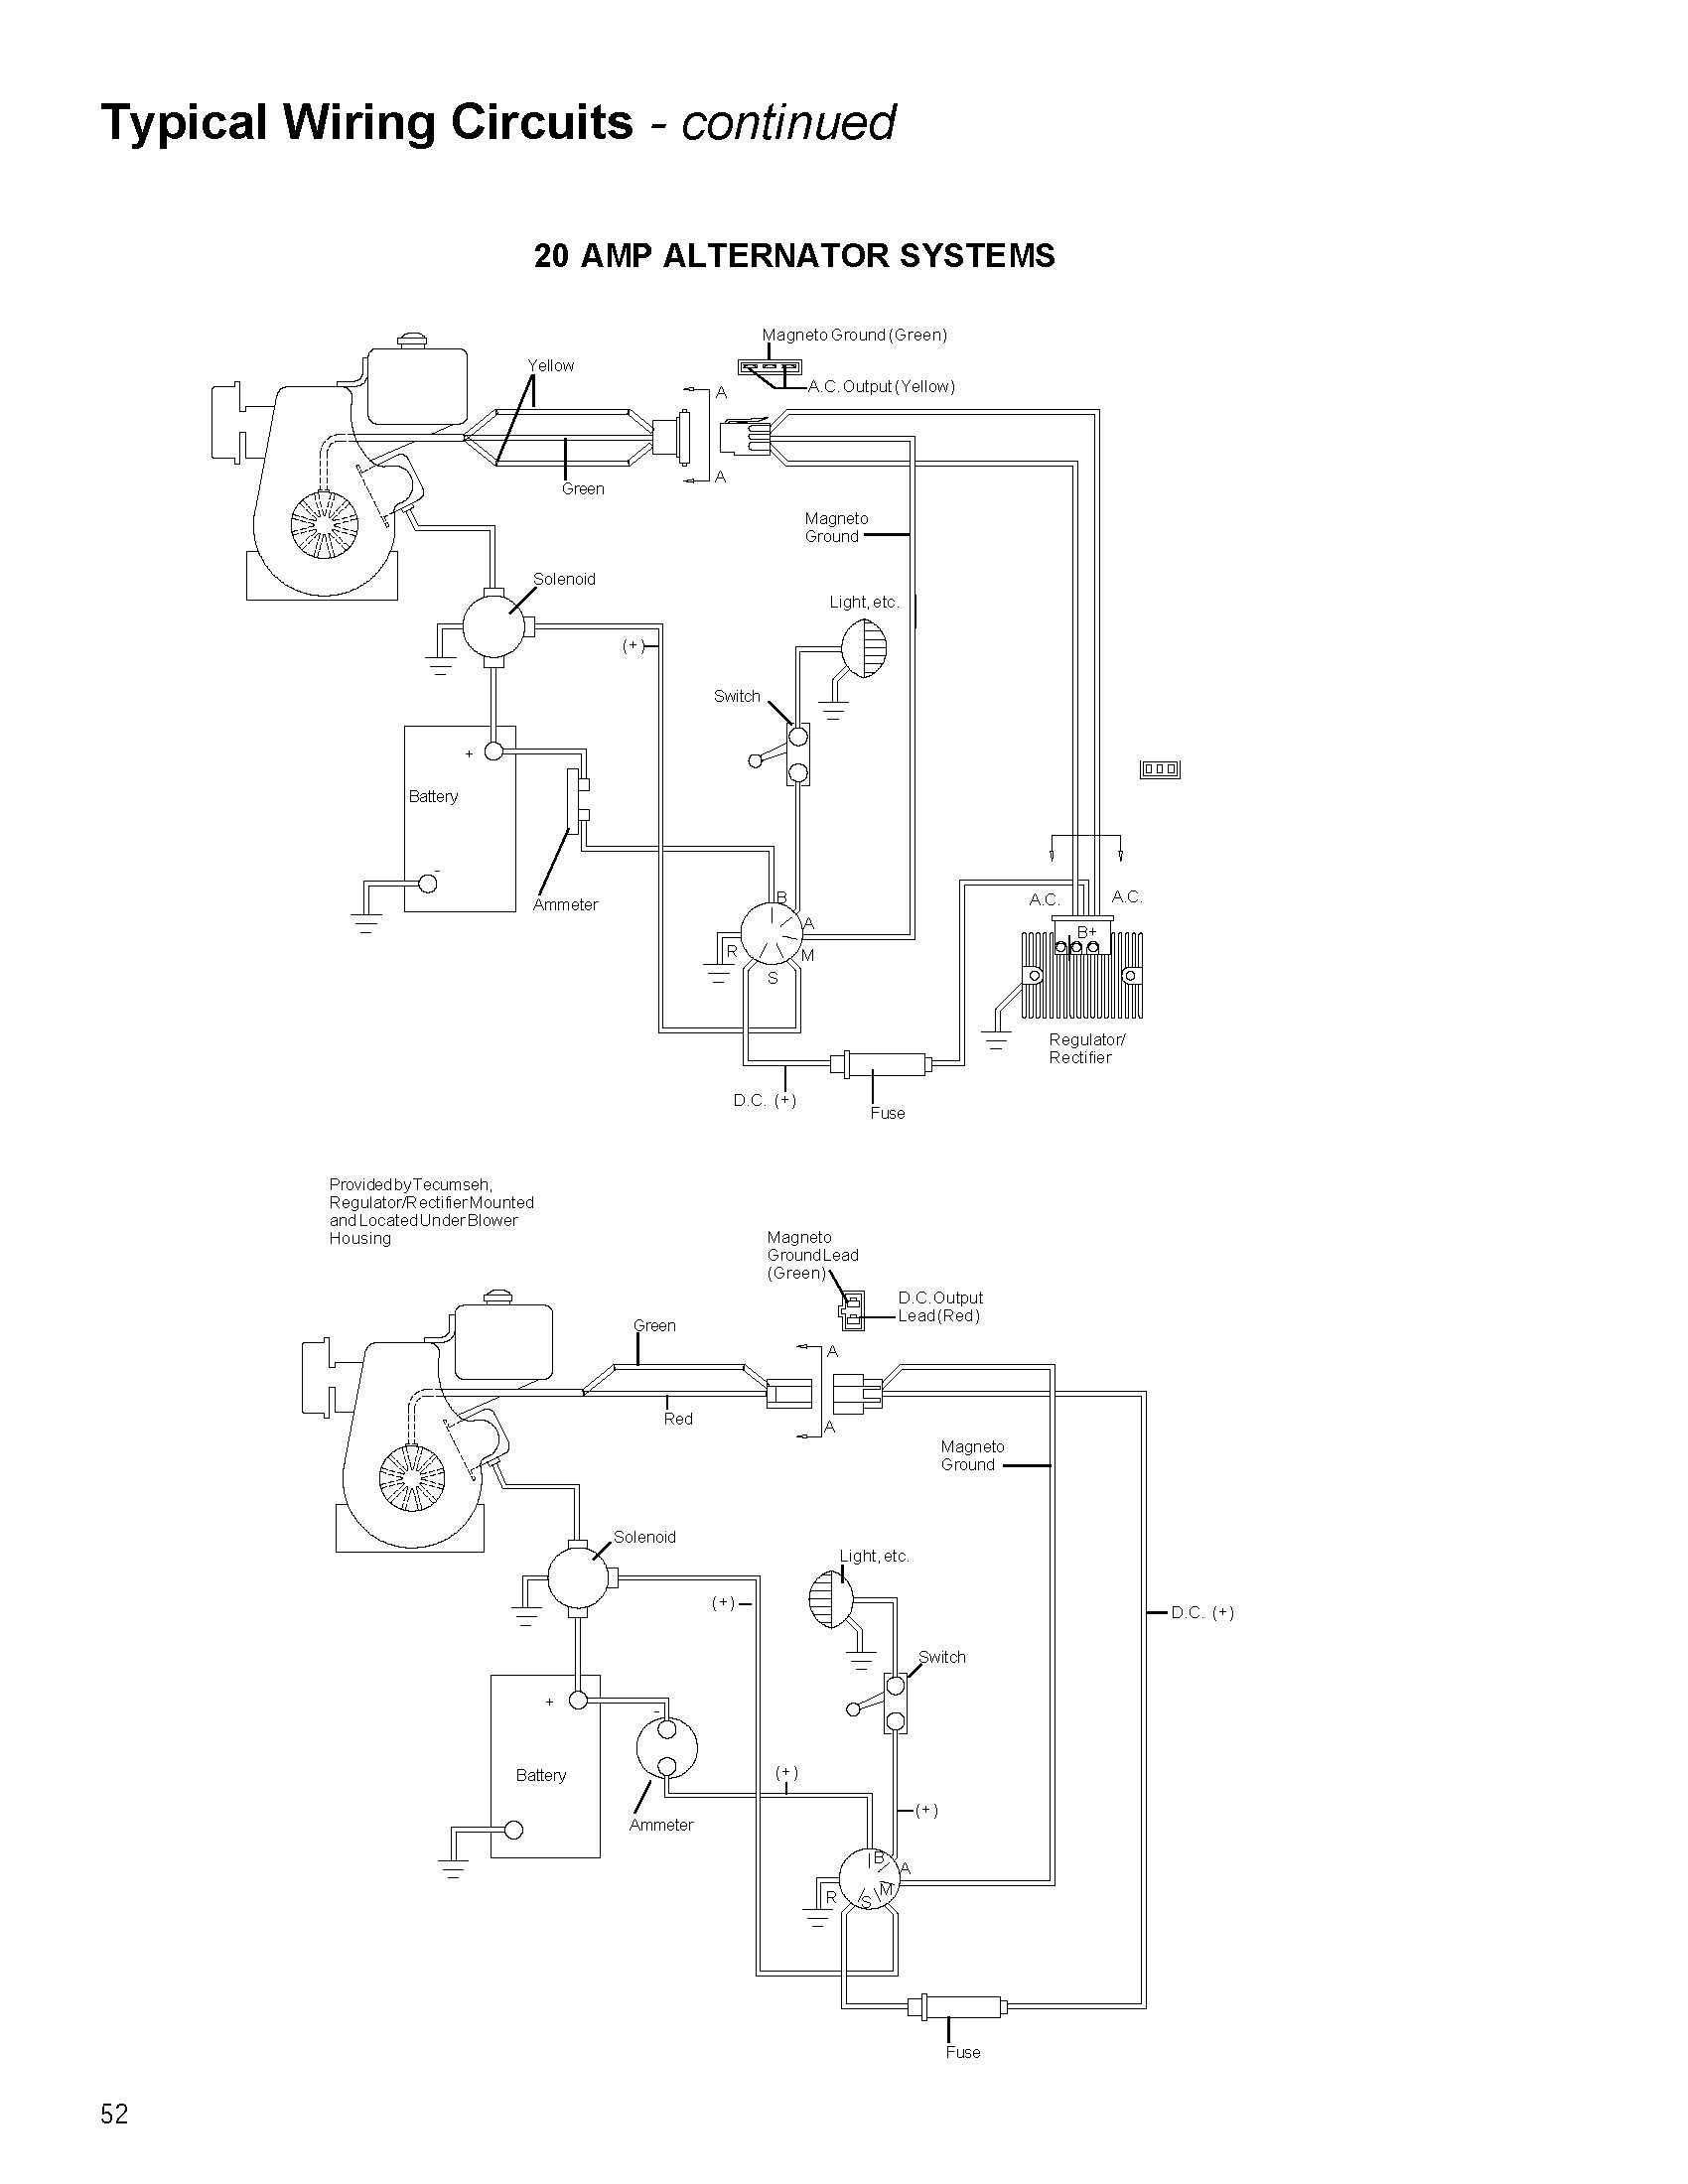 Typical Wiring Circuits - continued
20 AMP ALTERNATOR SYSTEMS
Magneto Ground (Green)
Yellow
A.C. Output (Yellow)
A
A
Green
Magneto
Ground
Solenoid
Light, etc.
(+)
Switch
+
Battery
-
Ammeter
B
A
R
M
S
A.C.
A.C.
B+
Regulator/
Rectifier
D.C. (+)
Fuse
Provided by Tecumseh,
Regulator/Rectifier Mounted
and Located Under Blower
Housing
Magneto
Ground Lead
(Green)
D.C. Output
Lead (Red)
Green
A
A
Red
Magneto
Ground
Solenoid
Light, etc.
(+)
D.C. (+)
Switch
+
-
Battery
(+)
(+)
Ammeter
B
A
R
M
S
Fuse
52